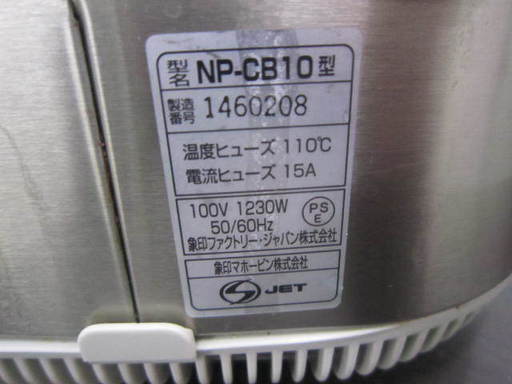 型名 NP-CB10型
製造番号 1460208
温度ヒューズ 110℃
電流ヒューズ 15A
100V 1230W
50/60Hz
PSE
象印ファクトリー・ジャパン株式会社
象印マホービン株式会社
JET